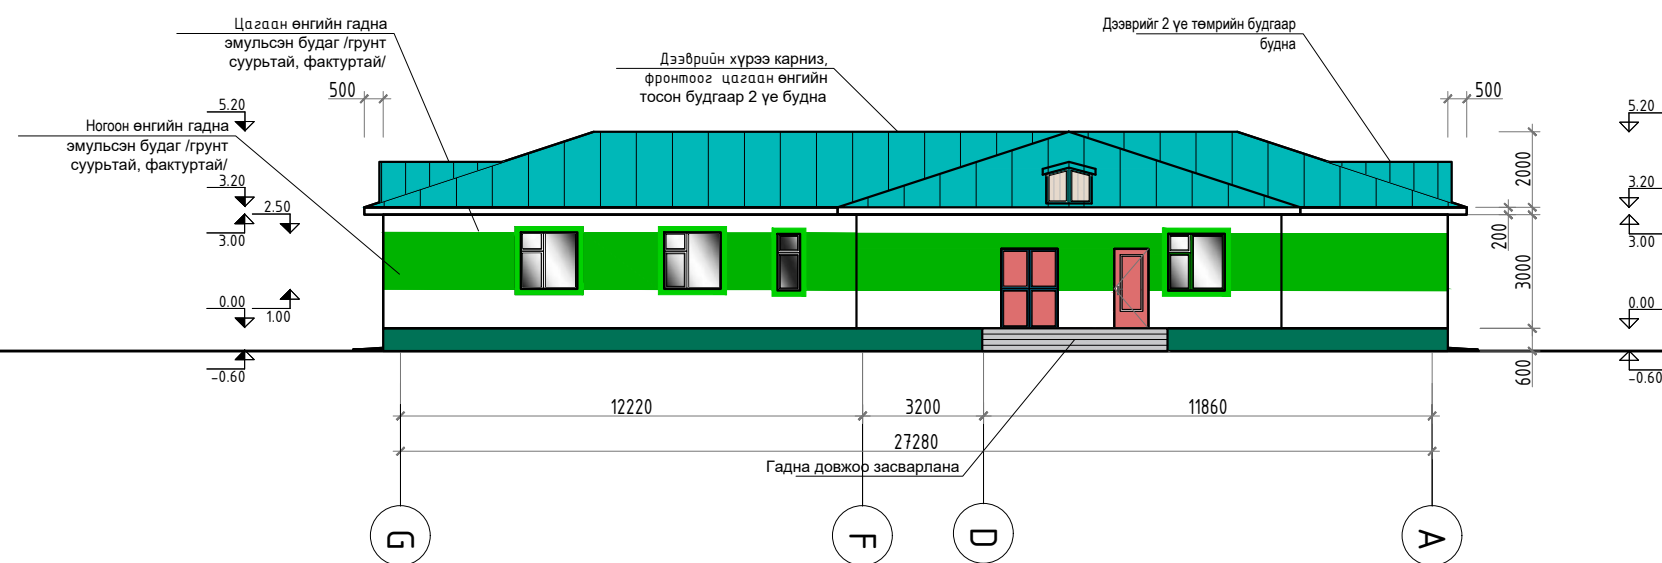 Цагаан өнгийн гадна
эмульсэн будаг /грунт
суурьтай, фактуртай/
Дээврийг 2 үе төмрийн будгаар
будна
Дээврийн хүрээ карниз,
фронтоог цагаан өнгийн
тосон будгаар 2 үе будна
500
500
5.20
5.20
Ногоон өнгийн гадна
эмульсэн будаг /грунт
суурьтай, фактуртай/
2000
3.20
3.20
2.50
3.00
3.00
200
3000
0.00
0.00
1.00
600
-0.60
-0.60
12220
3200
11860
27280
Гадна довжоо засварлана
G
F
D
A